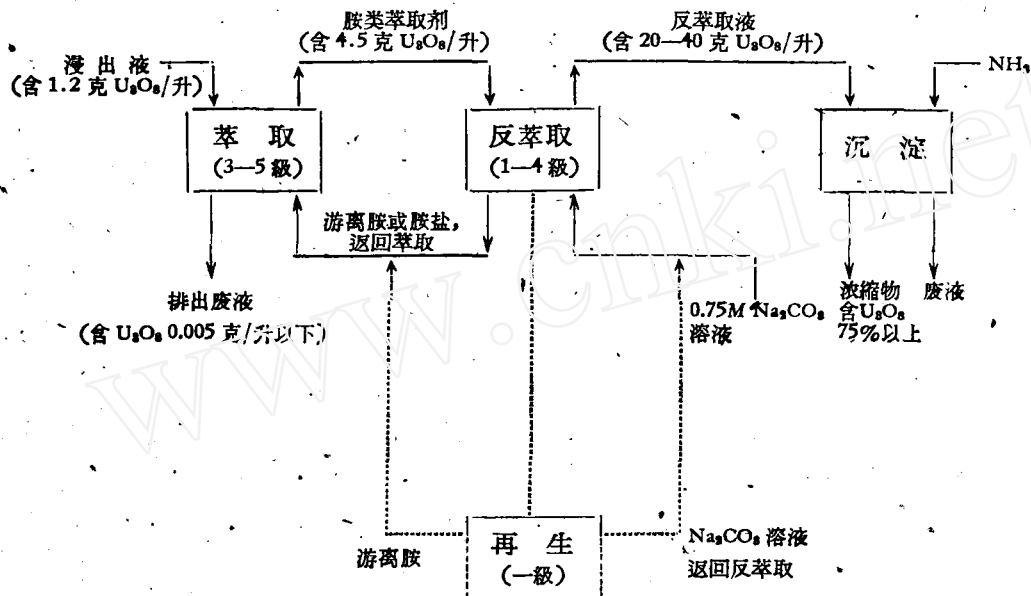 胺类萃取剂
(含 4.5 克 U₃O₈/升)
反萃取液
(含 20—40 克 U₃O₈/升)
浸出液
(含 1.2 克 U₃O₈/升)
NH₃
萃取
(3—5 級)
反萃取
(1—4 級)
沉淀
游离胺或胺盐,
返回萃取
排出废液
(含 U₃O₈ 0.005 克/升以下)
0.75M Na₂CO₃
溶液
浓缩物
含U₃O₈
75%以上
废液
游离胺
再生
(一級)
Na₂CO₃ 溶液
返回反萃取
www.cnki.net